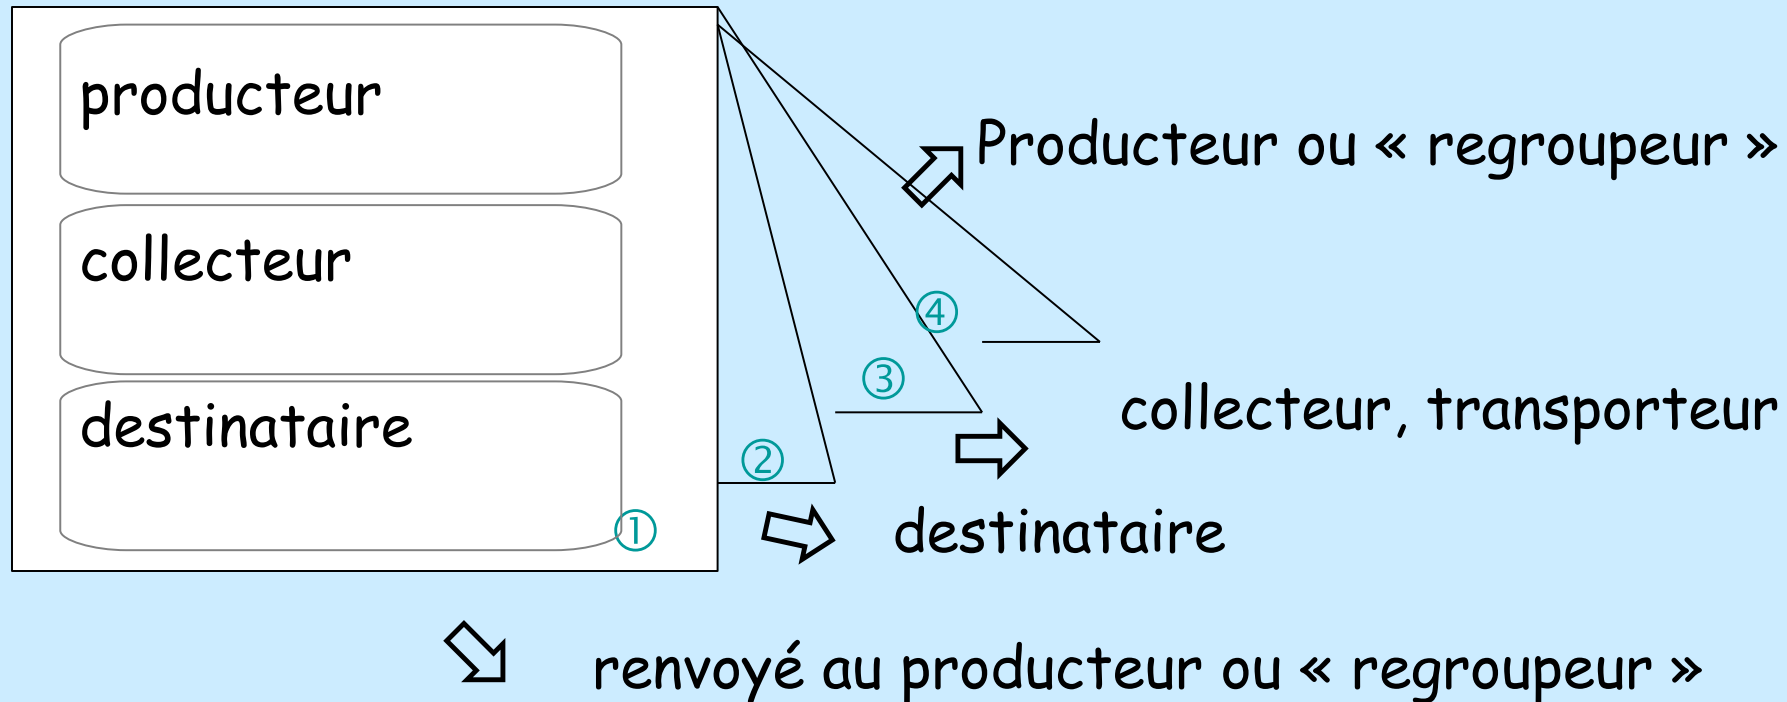 producteur
collecteur
destinataire
①
②
③
④
Producteur ou « regroupeur »
collecteur, transporteur
destinataire
renvoyé au producteur ou « regroupeur »